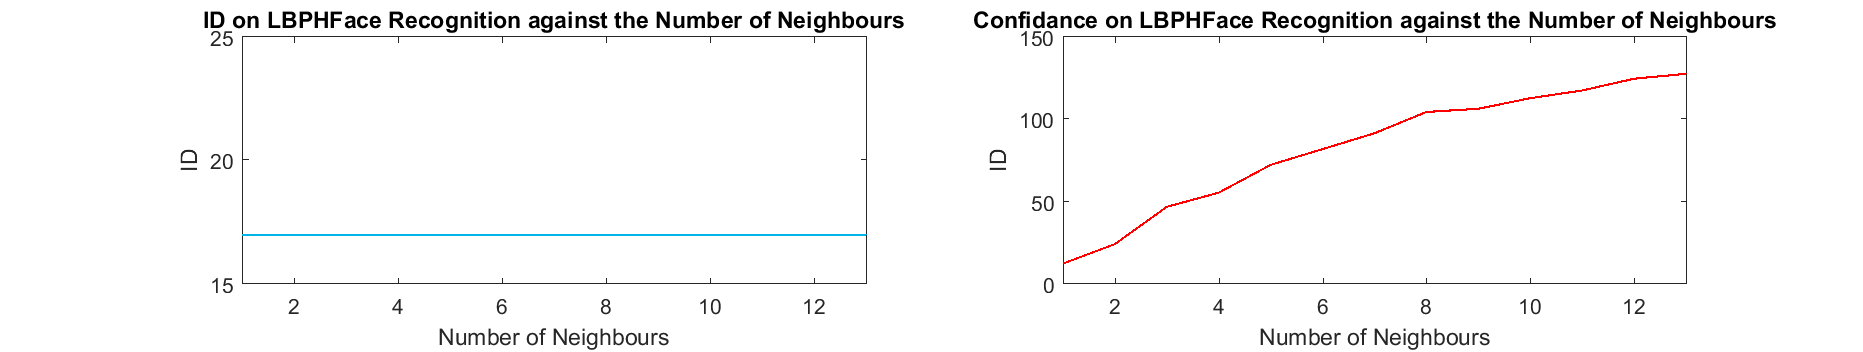 ID on LBPHFace Recognition against the Number of Neighbours
25
20
15
ID
2 4 6 8 10 12
Number of Neighbours
Confidance on LBPHFace Recognition against the Number of Neighbours
150
100
50
0
ID
2 4 6 8 10 12
Number of Neighbours